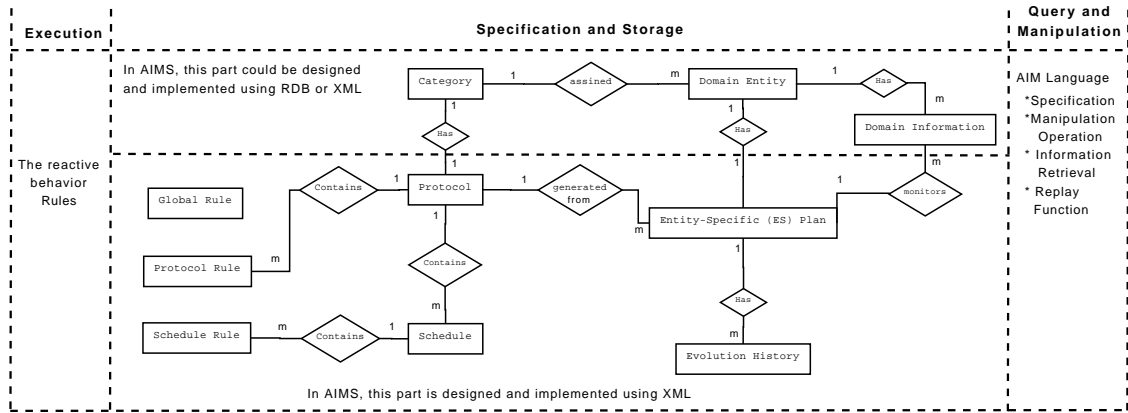 Execution
Specification and Storage
Query and
Manipulation
In AIMS, this part could be designed
and implemented using RDB or XML
Category
1
assined
m
Domain Entity
1
Has
m
Domain Information
1
Has
1
1
Has
1
m
AIM Language
*Specification
*Manipulation
Operation
* Information
Retrieval
* Replay
Function
The reactive
behavior
Rules
Global Rule
Contains
1
Protocol
1
generated
from
m
Entity-Specific (ES) Plan
1
monitors
m
Protocol Rule
1
Contains
m
1
Has
m
Schedule Rule
m
Contains
1
Schedule
Evolution History
In AIMS, this part is designed and implemented using XML